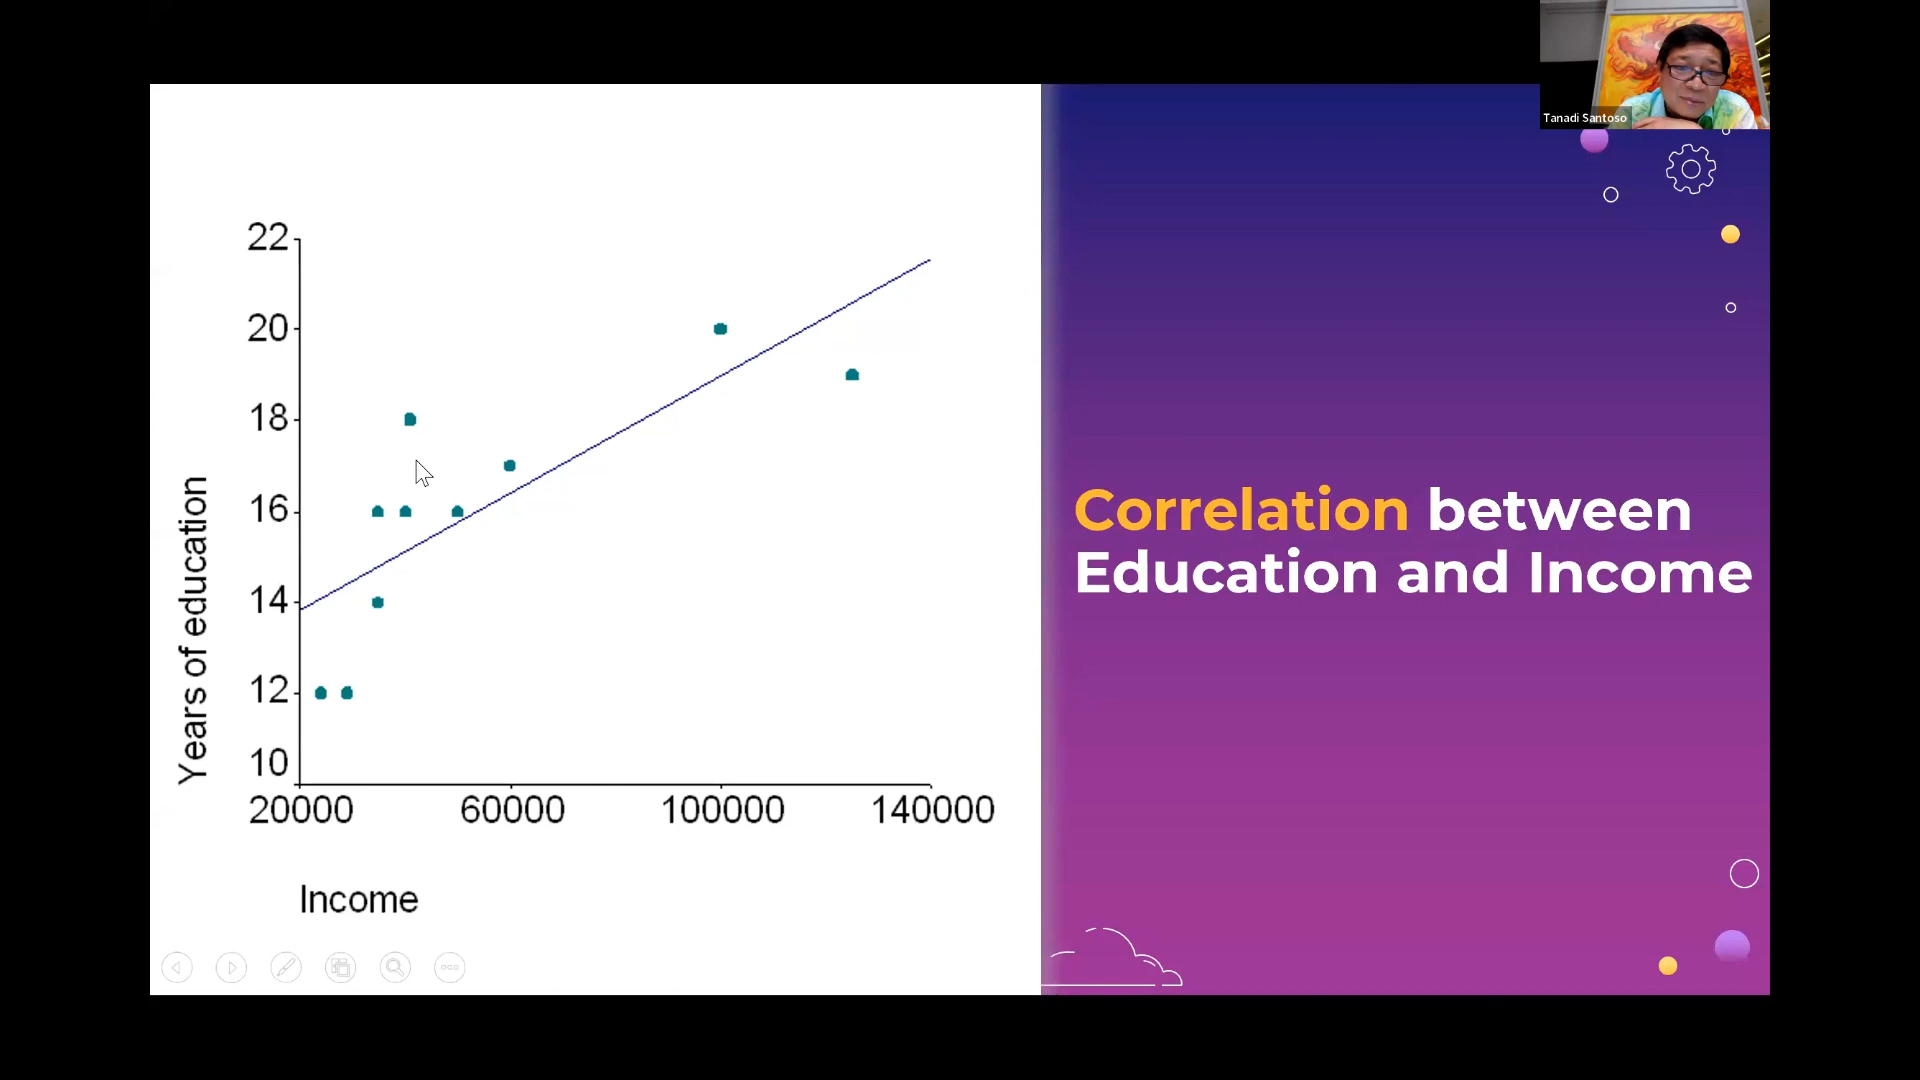 Tanadi Santoso
22
20
18
16
14
12
10
Years of education
20000 60000 100000 140000
Income
Correlation between
Education and Income